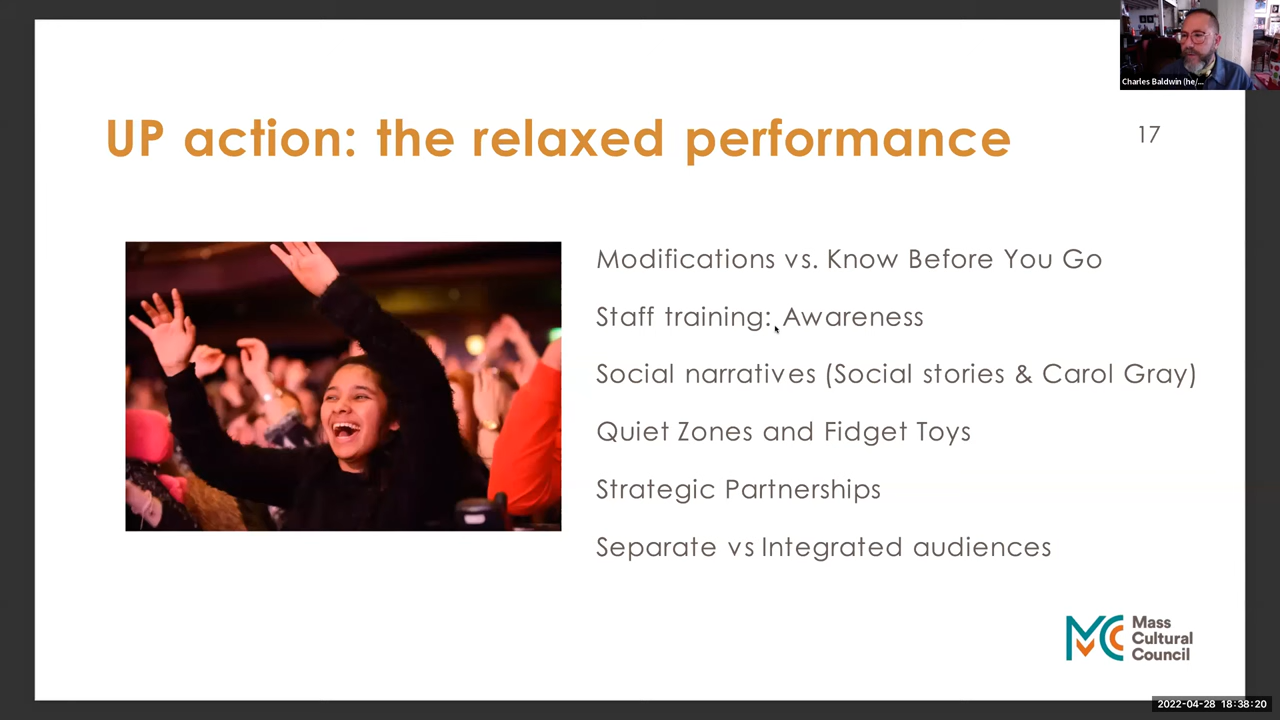 Charles Baldwin (he/...
UP action: the relaxed performance
17
Modifications vs. Know Before You Go
Staff training: Awareness
Social narratives (Social stories & Carol Gray)
Quiet Zones and Fidget Toys
Strategic Partnerships
Separate vs Integrated audiences
Mass
Cultural
Council
2022-04-28 18:38:20